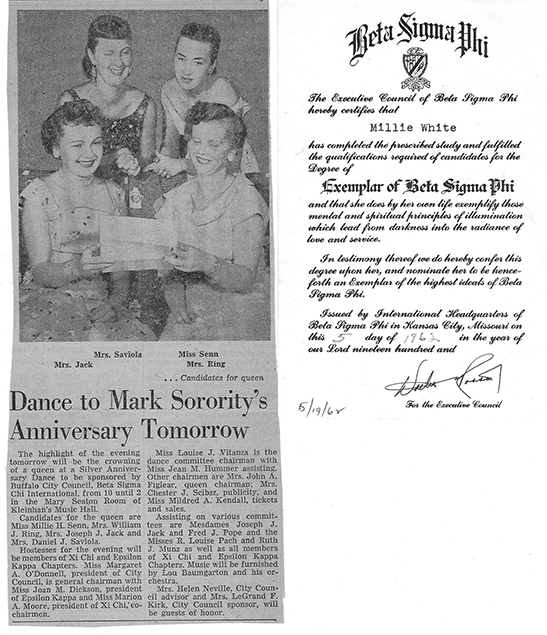 Mrs. Saviola Miss Senn
Mrs. Jack Mrs. Ring
... Candidates for queen
Dance to Mark Sorority's
Anniversary Tomorrow
The highlight of the evening
tomorrow will be the crowning
of a queen at a Silver Anniver-
sary Dance to be sponsored by
Buffalo City Council, Beta Sigma
Chi International, from 10 until 2
in the Mary Seaton Room of
Kleinhan's Music Hall.
Candidates for the queen are
Miss Millie H. Senn, Mrs. William
J. Ring, Mrs. Joseph J. Jack and
Mrs. Daniel J. Saviola.
Hostesses for the evening will
be members of Xi Chi and Epsilon
Kappa Chapters. Miss Margaret
A. O'Donnell, president of City
Council, is general chairman with
Miss Joan M. Dickson, president
of Epsilon Kappa and Miss Marion
A. Moore, president of Xi Chi, co-
chairmen.
Miss Louise J. Vitanza is the
dance committee chairman with
Miss Jean M. Hummer assisting.
Other chairmen are Mrs. John A.
Figlear, queen chairman; Mrs.
Chester J. Scibsz, publicity, and
Miss Mildred A. Kendall, tickets
and sales.
Assisting on various commit-
tees are Mesdames Joseph J.
Jack and Fred J. Pope and the
Misses R. Louise Pach and Ruth
J. Munz as well as all members
of Xi Chi and Epsilon Kappa
Chapters. Music will be furnished
by Lou Baumgarton and his or-
chestra.
Mrs. Helen Neville, City Coun-
cil advisor and Mrs. LeGrand F.
Kirk, City Council sponsor, will
be guests of honor.
Beta Sigma Phi
The Executive Council of Beta Sigma Phi
hereby certifies that
Millie White
has completed the prescribed study and fulfilled
the qualifications required of candidates for the
Degree of
Exemplar of Beta Sigma Phi
and that she does by her own life exemplify those
mental and spiritual principles of illumination
which lead from darkness into the radiance of
love and service.
In testimony thereof we do hereby confer this
degree upon her, and nominate her to be hence-
forth an Exemplar of the highest ideals of Beta
Sigma Phi.
Issued by International Headquarters of
Beta Sigma Phi in Kansas City, Missouri on
this 5 day of 1962 in the year of
our Lord nineteen hundred and
For the Executive Council
5/19/62